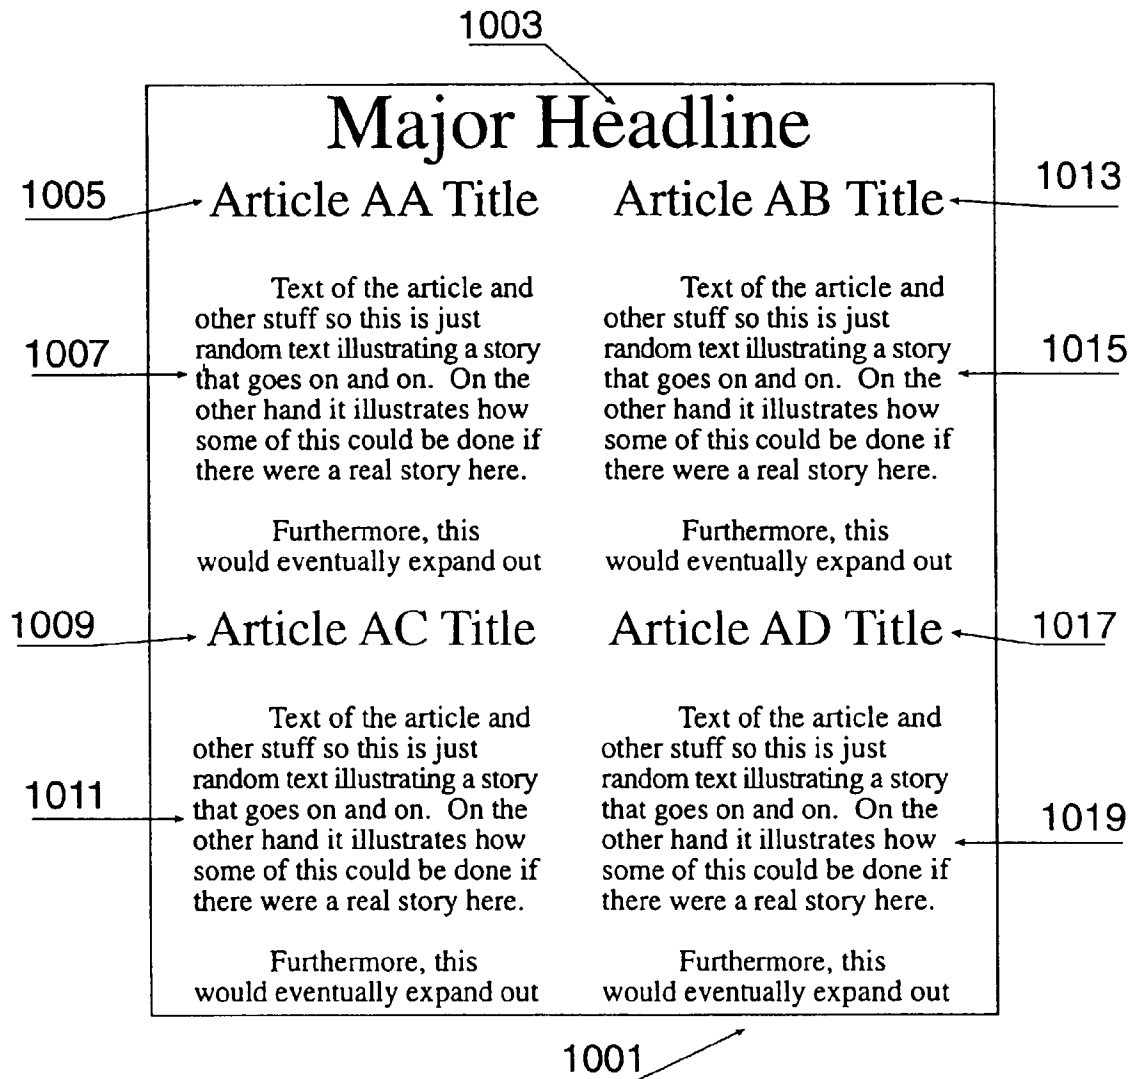 1003
Major Headline
1005
Article AA Title
Text of the article and
other stuff so this is just
random text illustrating a story
1007
that goes on and on.  On the
other hand it illustrates how
some of this could be done if
there were a real story here.
Furthermore, this
would eventually expand out
1013
Article AB Title
Text of the article and
other stuff so this is just
random text illustrating a story
1015
that goes on and on.  On the
other hand it illustrates how
some of this could be done if
there were a real story here.
Furthermore, this
would eventually expand out
1009
Article AC Title
Text of the article and
other stuff so this is just
random text illustrating a story
1011
that goes on and on.  On the
other hand it illustrates how
some of this could be done if
there were a real story here.
Furthermore, this
would eventually expand out
1017
Article AD Title
Text of the article and
other stuff so this is just
random text illustrating a story
that goes on and on.  On the
1019
other hand it illustrates how
some of this could be done if
there were a real story here.
Furthermore, this
would eventually expand out
1001